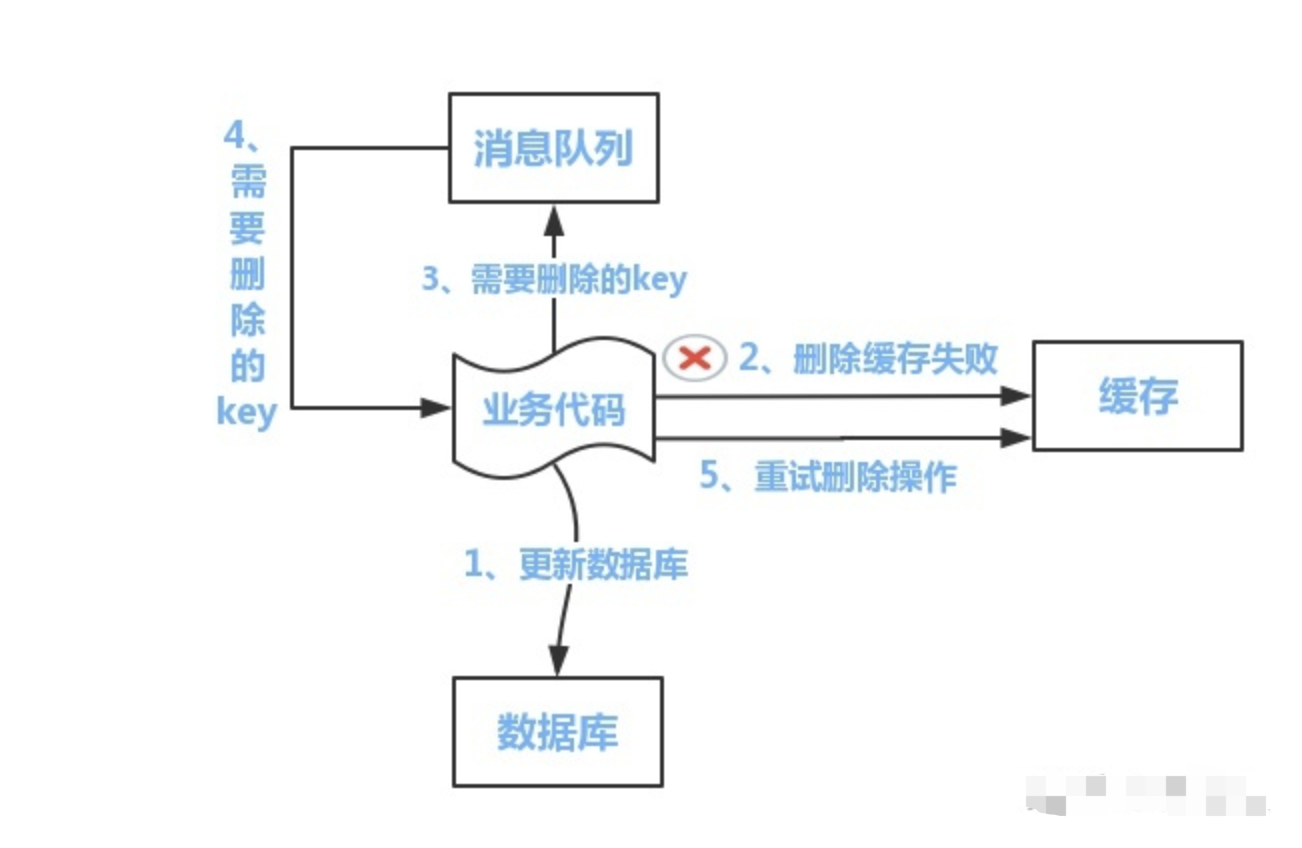 消息队列
4、需要删除的key
3、需要删除的key
2、删除缓存失败
缓存
业务代码
5、重试删除操作
1、更新数据库
数据库